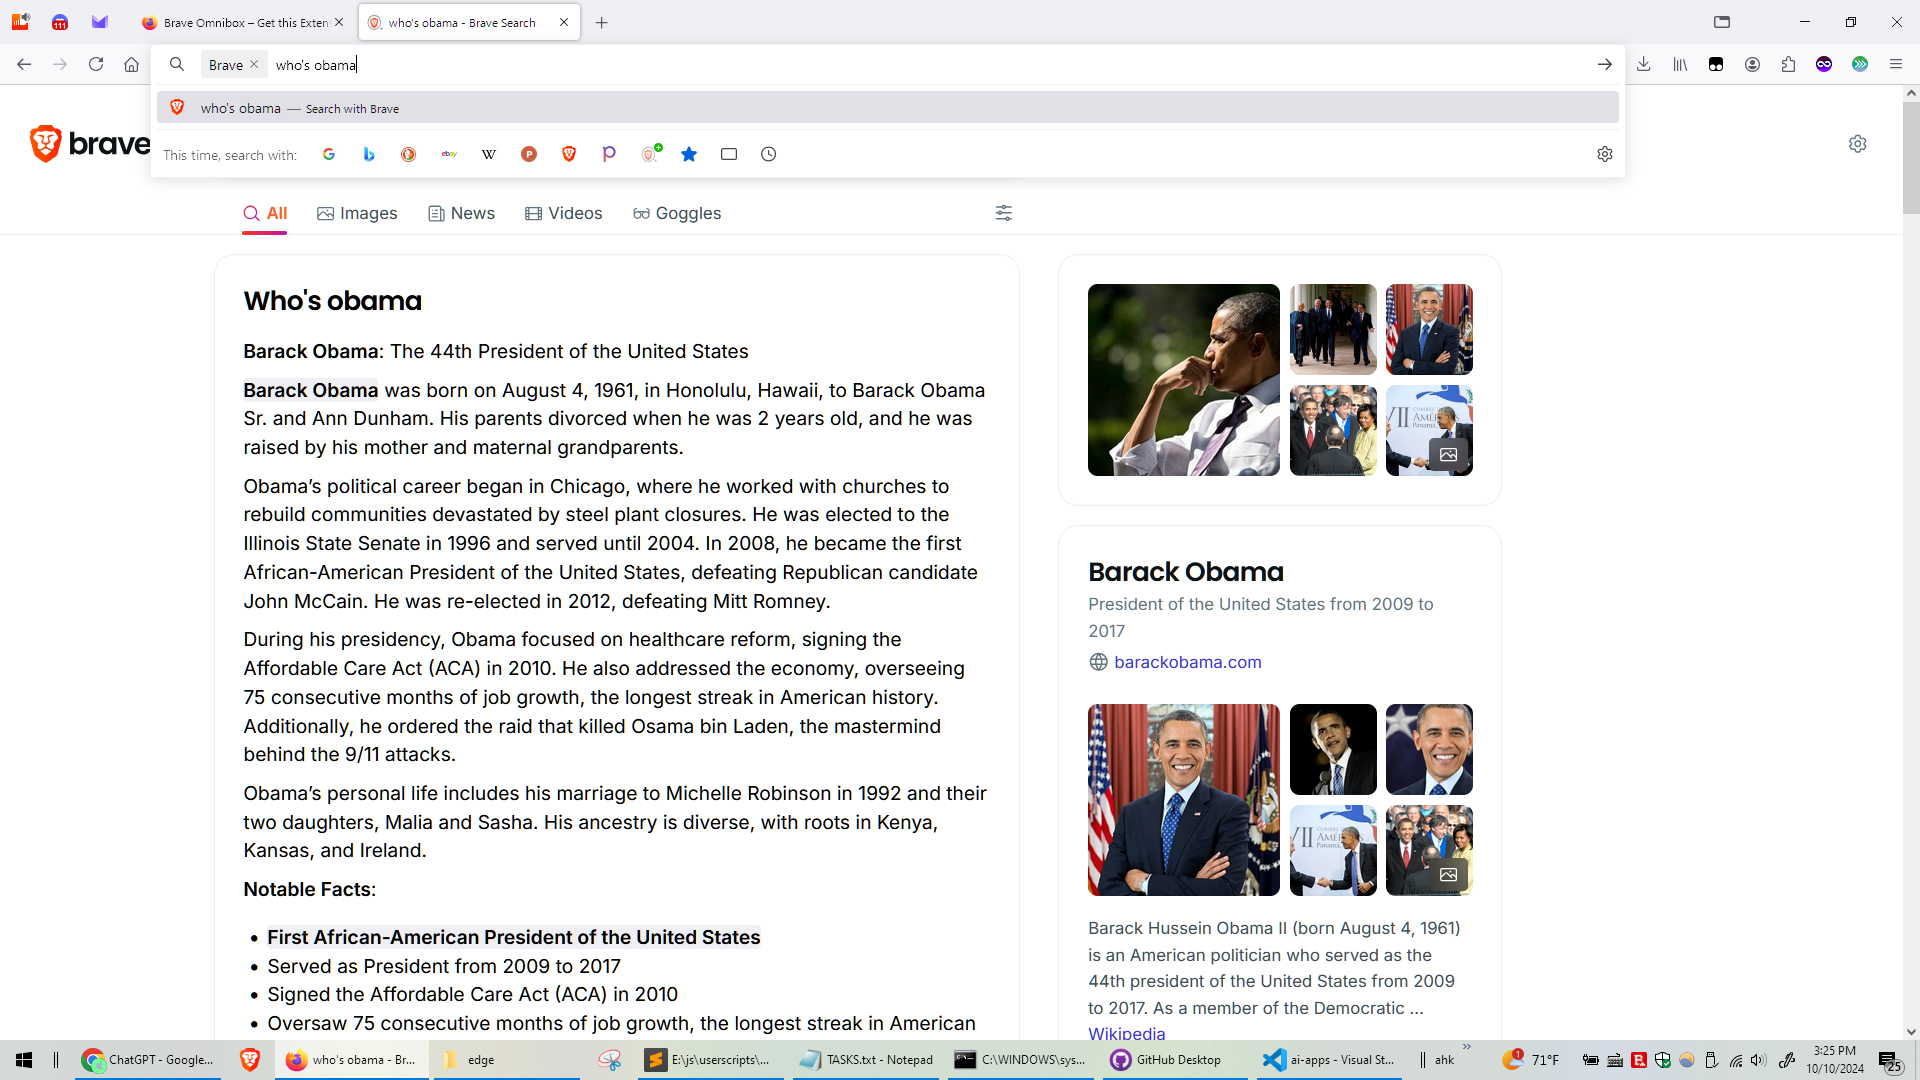 111
Brave Omnibox – Get this Exten
who's obama - Brave Search
Brave
who's obama
who's obama — Search with Brave
This time, search with:
ebay
W
P
brave
All
Images
News
Videos
Goggles
Who's obama
Barack Obama: The 44th President of the United States
Barack Obama was born on August 4, 1961, in Honolulu, Hawaii, to Barack Obama
Sr. and Ann Dunham. His parents divorced when he was 2 years old, and he was
raised by his mother and maternal grandparents.
Obama's political career began in Chicago, where he worked with churches to
rebuild communities devastated by steel plant closures. He was elected to the
Illinois State Senate in 1996 and served until 2004. In 2008, he became the first
African-American President of the United States, defeating Republican candidate
John McCain. He was re-elected in 2012, defeating Mitt Romney.
During his presidency, Obama focused on healthcare reform, signing the
Affordable Care Act (ACA) in 2010. He also addressed the economy, overseeing
75 consecutive months of job growth, the longest streak in American history.
Additionally, he ordered the raid that killed Osama bin Laden, the mastermind
behind the 9/11 attacks.
Obama's personal life includes his marriage to Michelle Robinson in 1992 and their
two daughters, Malia and Sasha. His ancestry is diverse, with roots in Kenya,
Kansas, and Ireland.
Notable Facts:
• First African-American President of the United States
• Served as President from 2009 to 2017
• Signed the Affordable Care Act (ACA) in 2010
• Oversaw 75 consecutive months of job growth, the longest streak in American
Barack Obama
President of the United States from 2009 to
2017
barackobama.com
Barack Hussein Obama II (born August 4, 1961)
is an American politician who served as the
44th president of the United States from 2009
to 2017. As a member of the Democratic ...
Wikipedia
ChatGPT - Google...
who's obama - Br...
edge
E:\js\userscripts\...
TASKS.txt - Notepad
C:\WINDOWS\sys...
GitHub Desktop
ai-apps - Visual St...
ahk
1
71°F
3:25 PM
10/10/2024
25